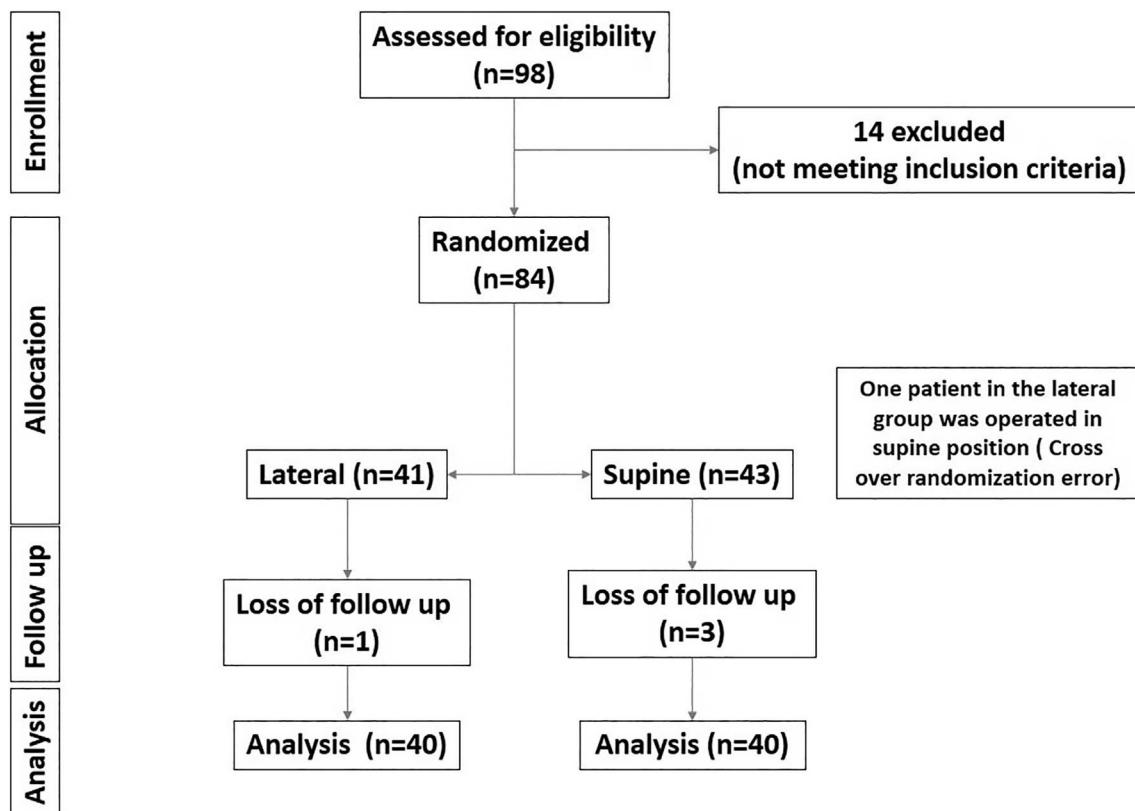 Enrollment
Assessed for eligibility
(n=98)
14 excluded
(not meeting inclusion criteria)
Allocation
Randomized
(n=84)
One patient in the lateral
group was operated in
supine position ( Cross
over randomization error)
Lateral (n=41)
Supine (n=43)
Follow up
Loss of follow up
(n=1)
Loss of follow up
(n=3)
Analysis
Analysis (n=40)
Analysis (n=40)